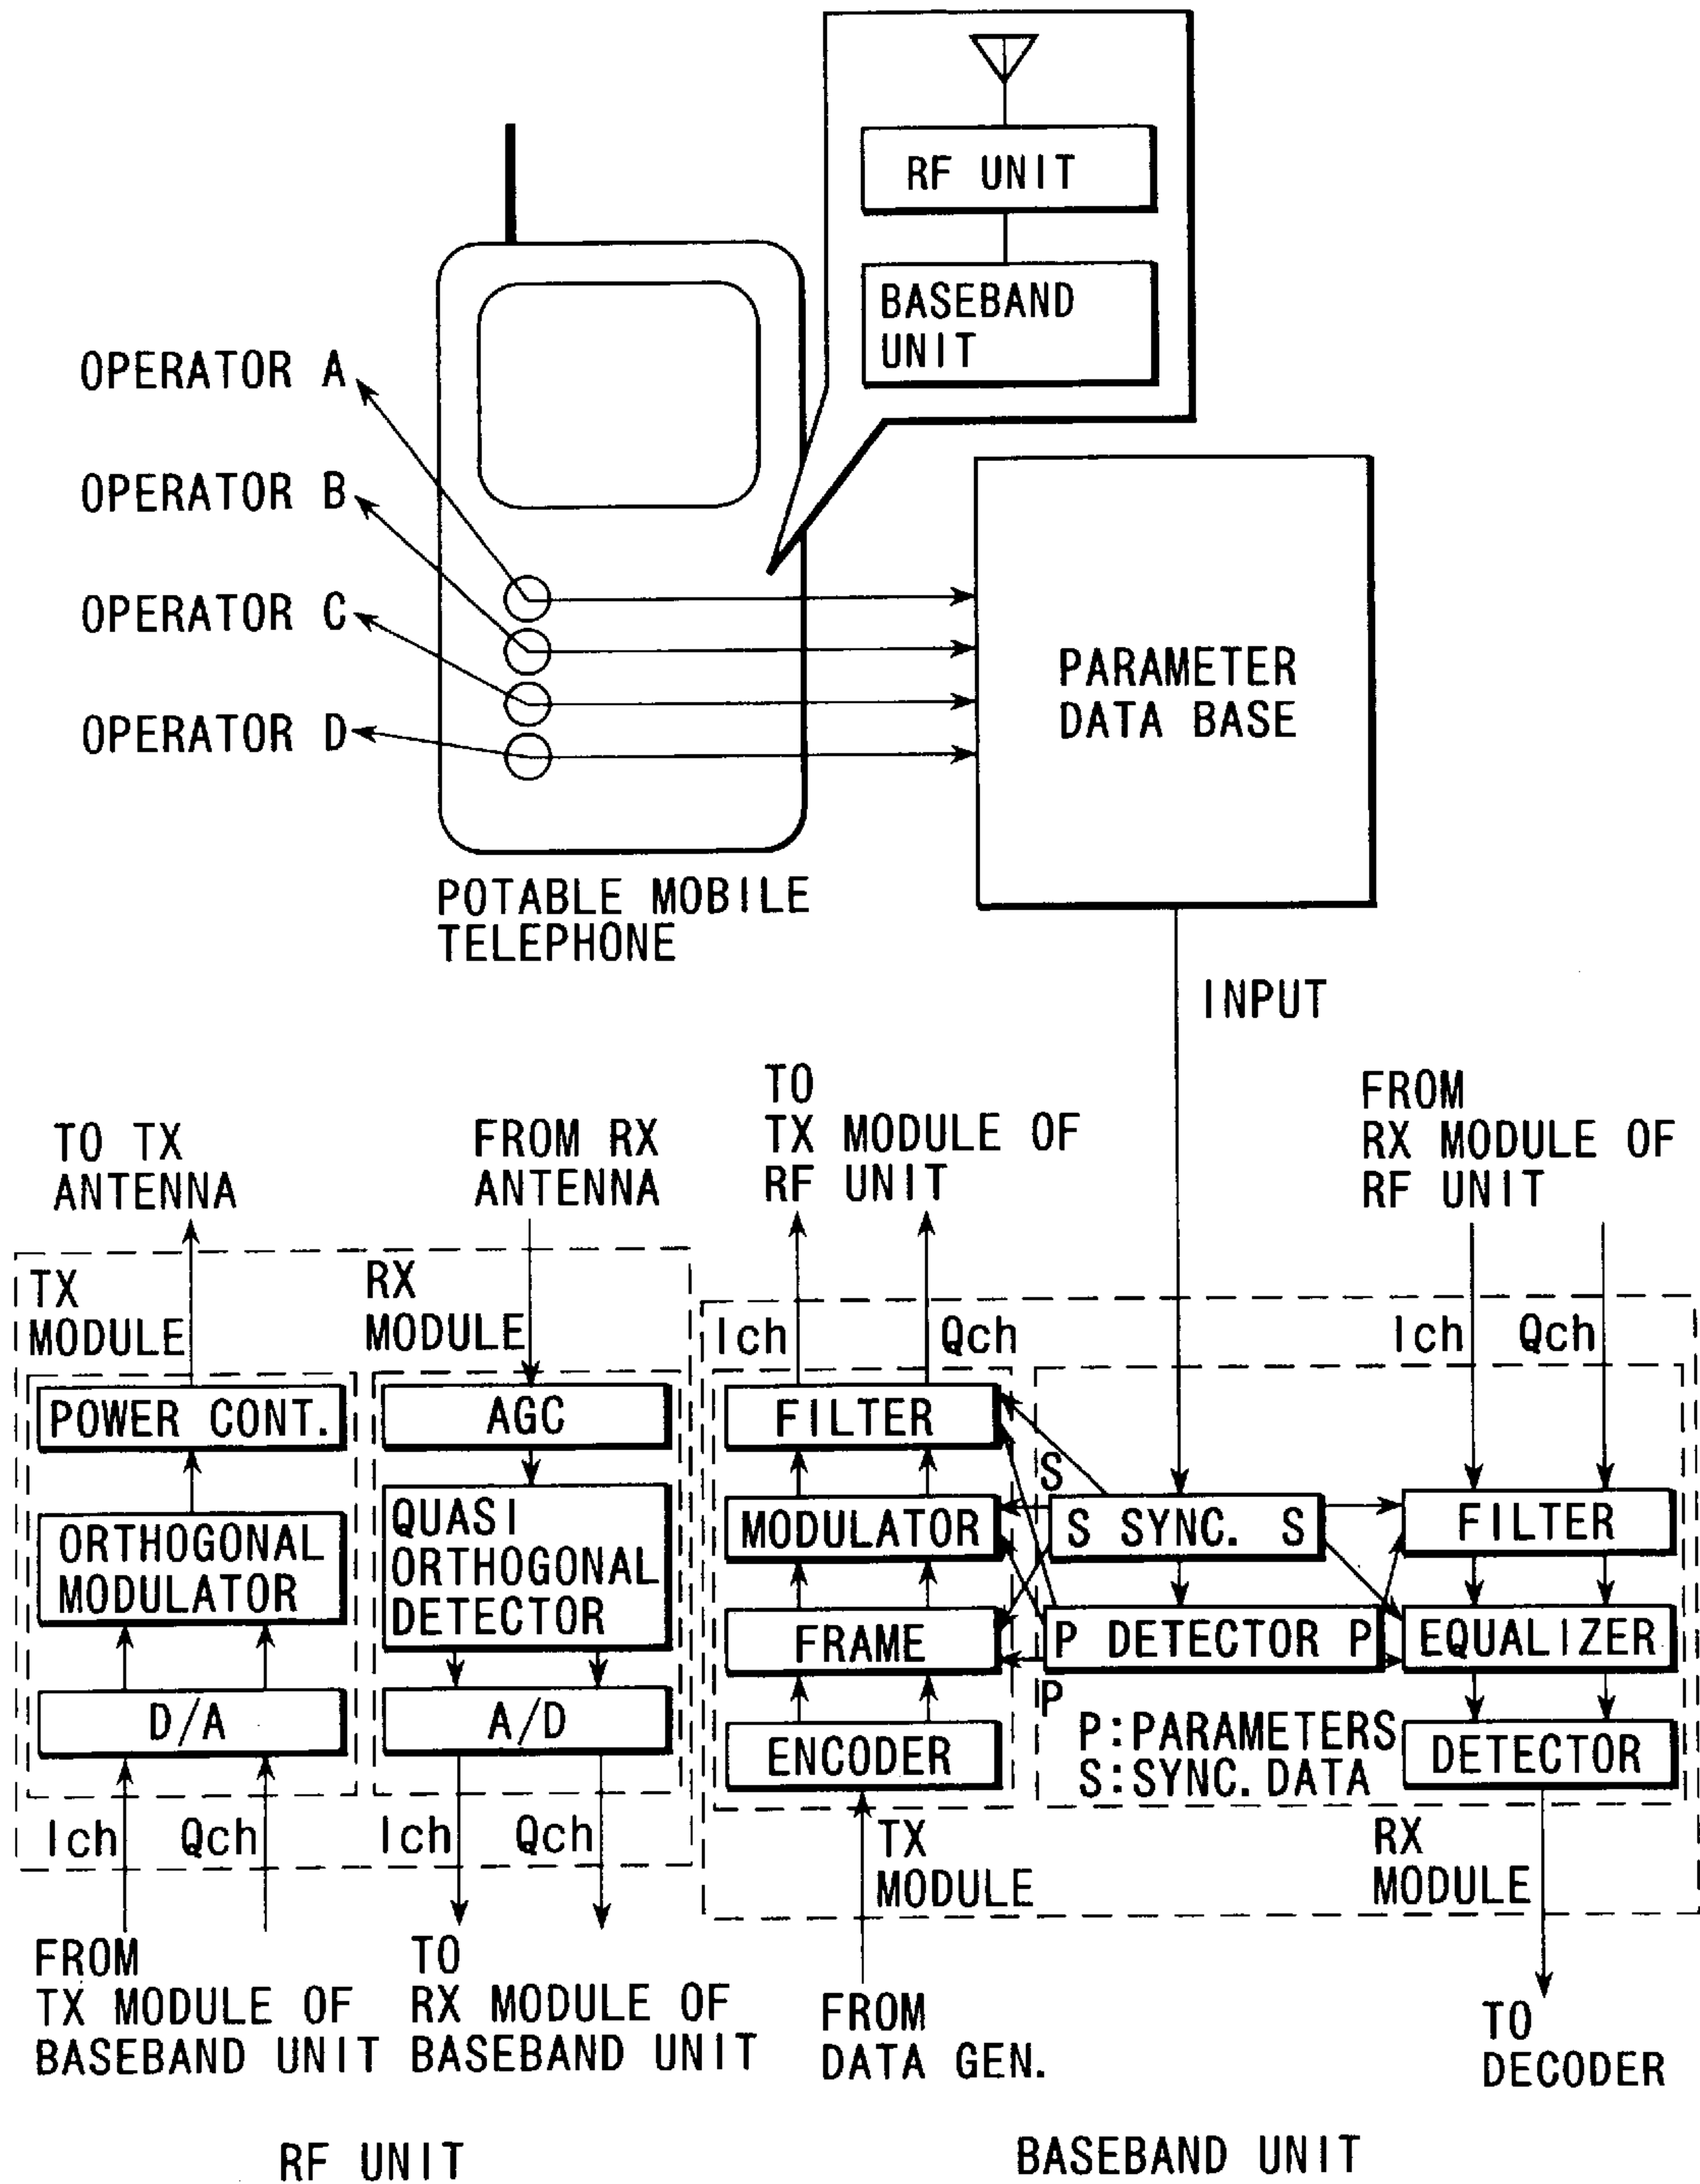 RF UNIT
BASEBAND
UNIT
OPERATOR A
OPERATOR B
OPERATOR C
OPERATOR D
PARAMETER
DATA BASE
POTABLE MOBILE
TELEPHONE
INPUT
TO TX
ANTENNA
FROM RX
ANTENNA
TO
TX MODULE OF
RF UNIT
FROM
RX MODULE OF
RF UNIT
TX
MODULE
RX
MODULE
Ich
Qch
Ich
Qch
POWER CONT.
ORTHOGONAL
MODULATOR
D/A
AGC
QUASI
ORTHOGONAL
DETECTOR
A/D
FILTER
MODULATOR
FRAME
ENCODER
S
S SYNC. S
P DETECTOR P
P
P:PARAMETERS
S:SYNC.DATA
FILTER
EQUALIZER
DETECTOR
Ich
Qch
Ich
Qch
TX
MODULE
RX
MODULE
FROM
TX MODULE OF
BASEBAND UNIT
TO
RX MODULE OF
BASEBAND UNIT
FROM
DATA GEN.
TO
DECODER
RF UNIT
BASEBAND UNIT